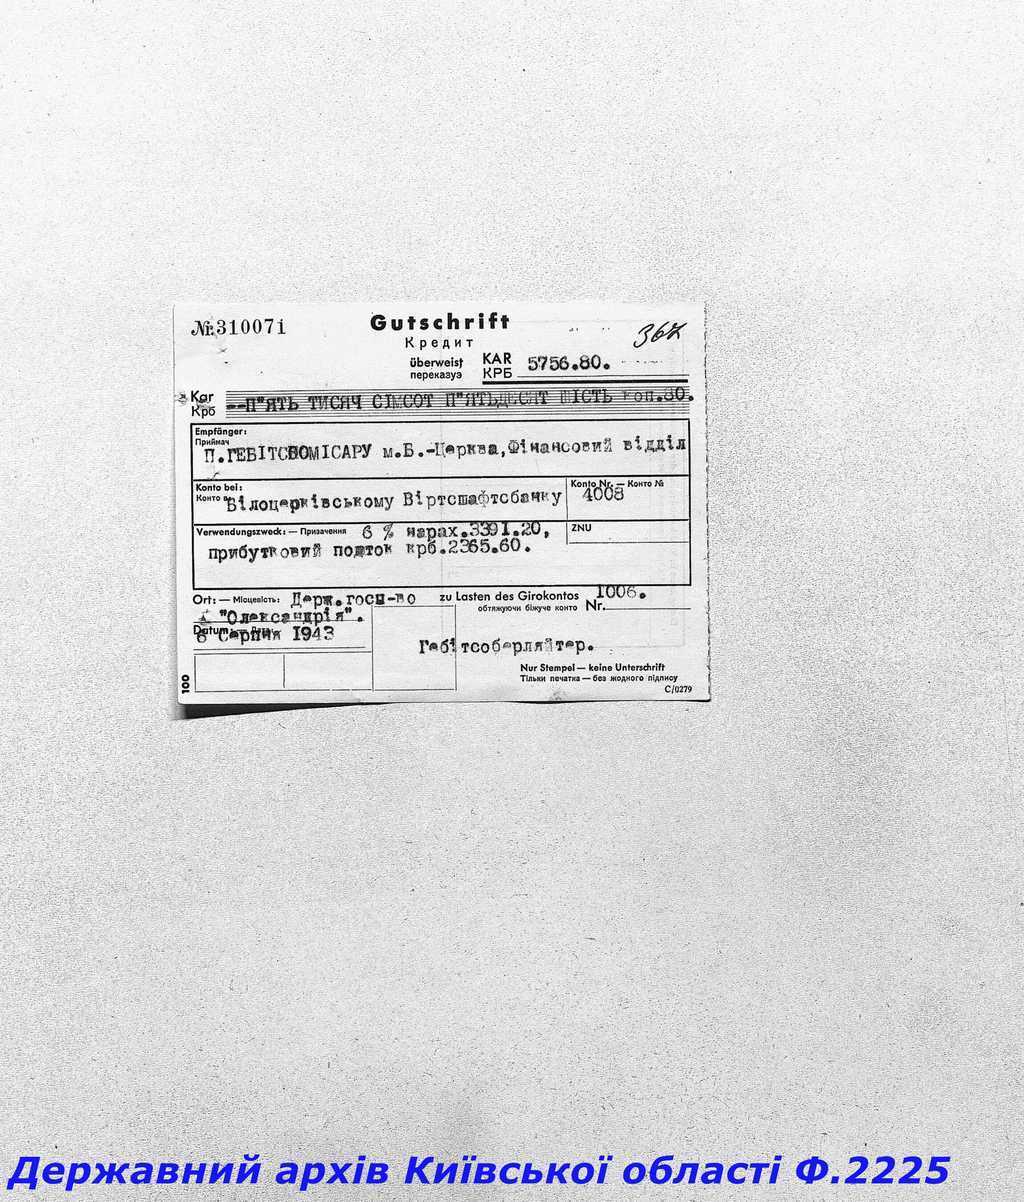 №31007i
Gutschrift
Кредит
367
überweist KAR
переказує КРБ 5756.80.
Kar
Крб --П"ЯТЬ ТИСЯЧ СІМСОТ П"ЯТЬДЕСЯТ ШІСТЬ коп.80.
Empfänger:
Приймач
П.ГЕБІТСКОМІСАРУ м.Б.-Церква,Фінансовий відділ
Konto bei: Konto Nr. — Конто №
Конто в Білоцерківському Віртсшафтсбанку 4008
Verwendungszweck: — Призначення 6 % нарах.3391.20, ZNU
прибутковий подток крб.2365.60.
Ort: — Місцевість: Держ.госп-во zu Lasten des Girokontos
обтяжуючи біжуче конто Nr. 1006.
"Олександрія".
Datum:
6 Серпня 1943
Гебітсоберляйтер.
Nur Stempel — keine Unterschrift
Тільки печатка — без жодного підпису
C/0279
100
Державний архів Київської області Ф.2225